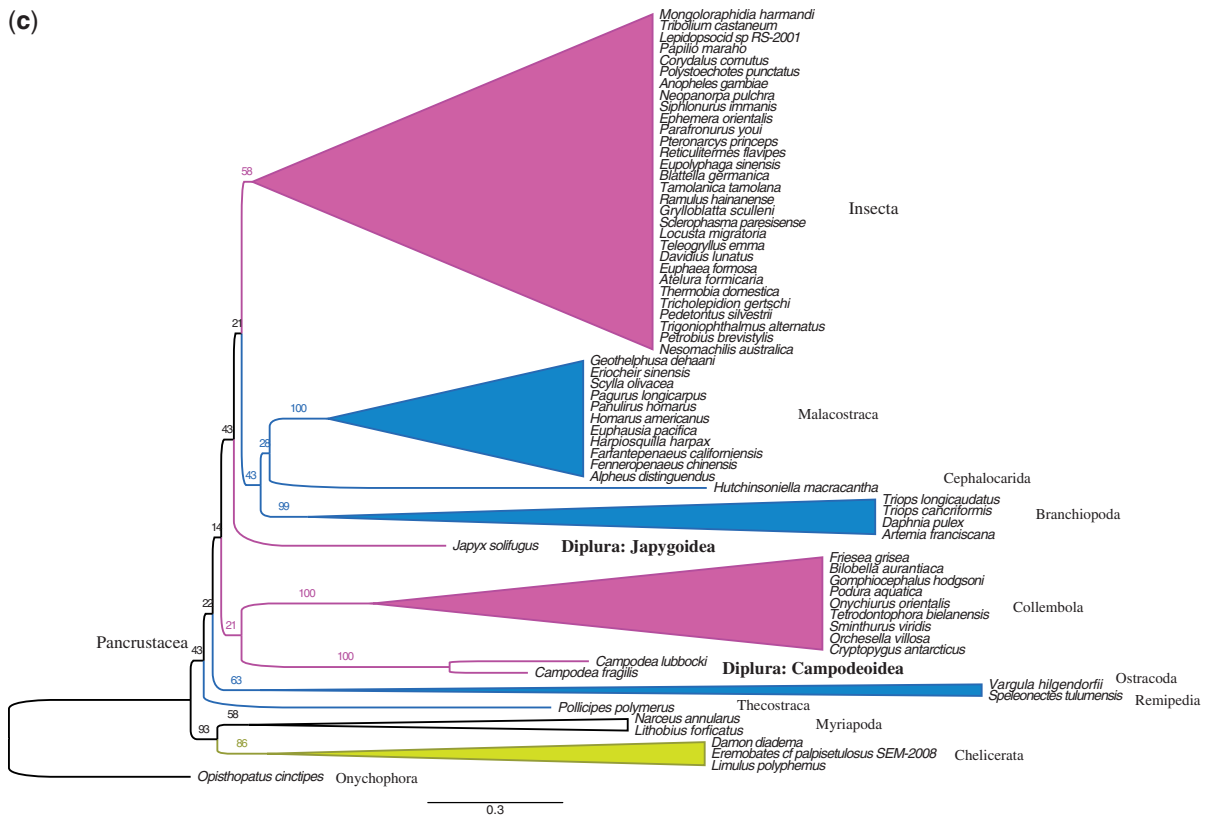 (c)
Mongoloraphidia harmandi
Tribolium castaneum
Lepidopsocid sp RS-2001
Papilio maraho
Corydalus cornutus
Polystoechotes punctatus
Anopheles gambiae
Neopanorpa pulchra
Siphlonurus immanis
Ephemera orientalis
Parafronurus youi
Pteronarcys princeps
Reticulitermes flavipes
Eupolyphaga sinensis
Blattella germanica
Tamolanica tamolana
Ramulus hainanense
Grylloblatta sculleni
Sclerophasma paresisense
Locusta migratoria
Teleogryllus emma
Davidius lunatus
Euphaea formosa
Atelura formicaria
Thermobia domestica
Tricholepidion gertschi
Pedetontus silvestrii
Trigoniophthalmus alternatus
Petrobius brevistylis
Nesomachilis australica
58
Insecta
21
Geothelphusa dehaani
Eriocheir sinensis
Scylla olivacea
Pagurus longicarpus
Panulirus homarus
Homarus americanus
Euphausia pacifica
Harpiosquilla harpax
Farfantepenaeus californiensis
Fenneropenaeus chinensis
Alpheus distinguendus
100
Malacostraca
43
28
43
Hutchinsoniella macracantha
Cephalocarida
99
Triops longicaudatus
Triops cancriformis
Daphnia pulex
Artemia franciscana
Branchiopoda
14
Japyx solifugus
Diplura: Japygoidea
Friesea grisea
Bilobella aurantiaca
Gomphiocephalus hodgsoni
Podura aquatica
Onychiurus orientalis
Tetrodontophora bielanensis
Sminthurus viridis
Orchesella villosa
Cryptopygus antarcticus
100
Collembola
22
21
Pancrustacea
43
100
Campodea lubbocki
Campodea fragilis
Diplura: Campodeoidea
63
Vargula hilgendorfii
Speleonectes tulumensis
Ostracoda
Remipedia
Pollicipes polymerus
Thecostraca
93
58
Narceus annularus
Lithobius forficatus
Myriapoda
86
Damon diadema
Eremobates cf palpisetulosus SEM-2008
Limulus polyphemus
Chelicerata
Opisthopatus cinctipes
Onychophora
0.3